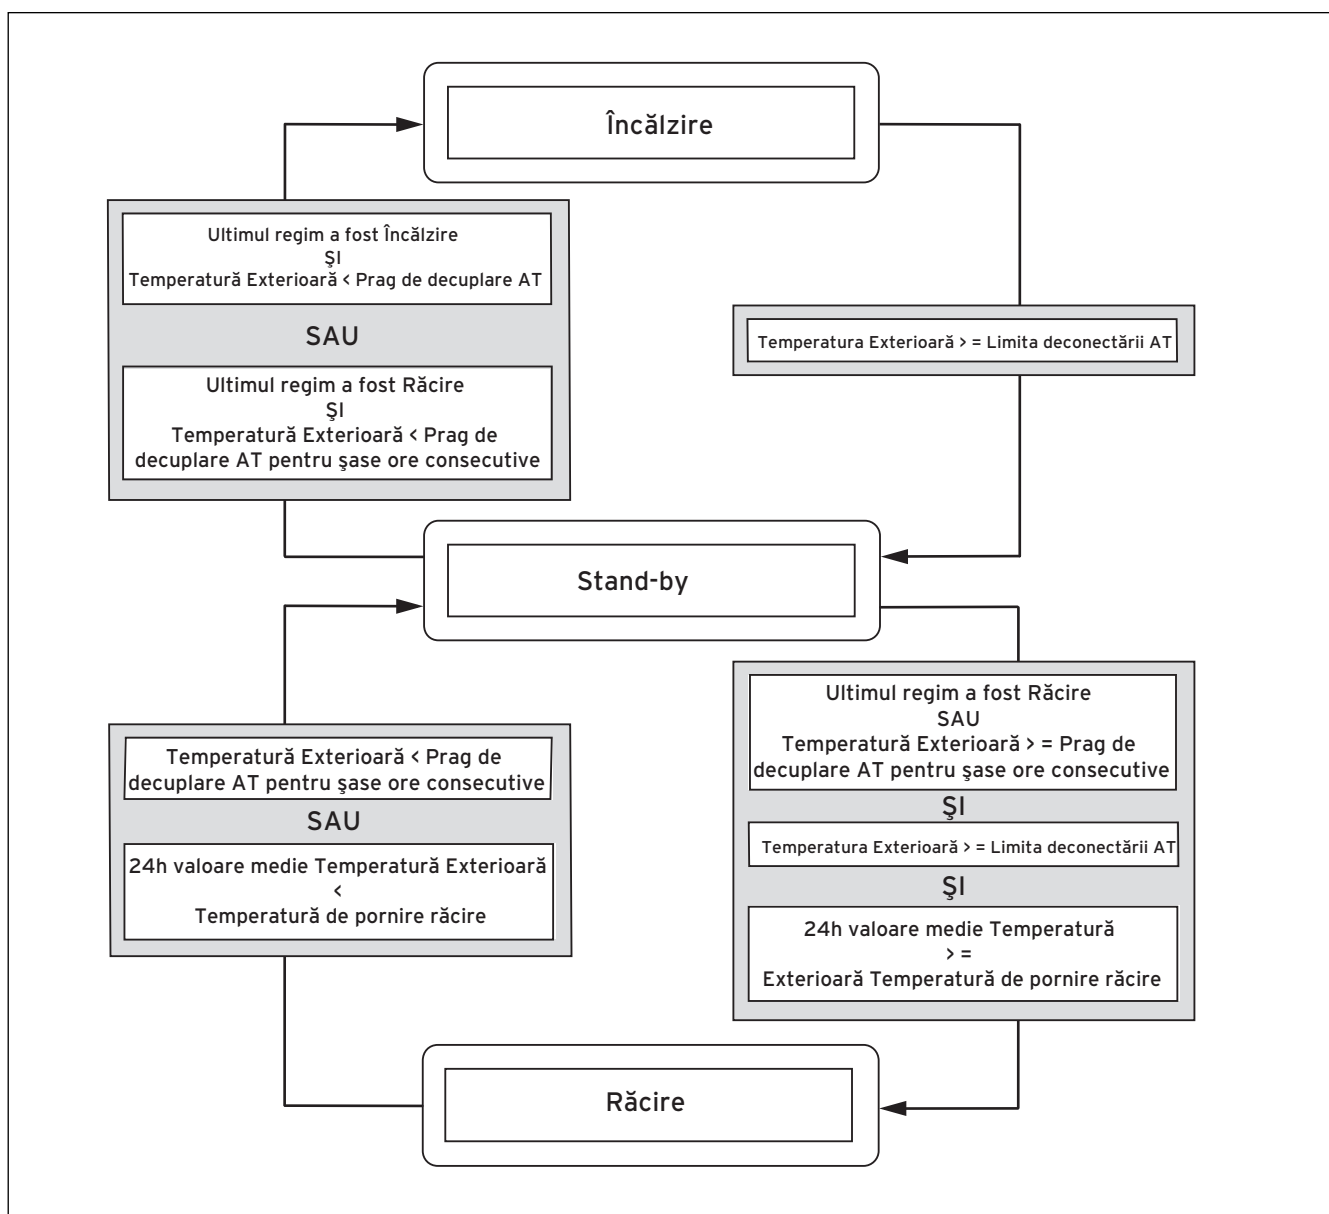 Încălzire
Ultimul regim a fost Încălzire
ŞI
Temperatură Exterioară < Prag de decuplare AT
SAU
Ultimul regim a fost Răcire
ŞI
Temperatură Exterioară < Prag de
decuplare AT pentru şase ore consecutive
Temperatura Exterioară > = Limita deconectării AT
Stand-by
Temperatură Exterioară < Prag de
decuplare AT pentru şase ore consecutive
SAU
24h valoare medie Temperatură Exterioară
<
Temperatură de pornire răcire
Ultimul regim a fost Răcire
SAU
Temperatură Exterioară > = Prag de
decuplare AT pentru şase ore consecutive
ŞI
Temperatura Exterioară > = Limita deconectării AT
ŞI
24h valoare medie Temperatură
> =
Exterioară Temperatură de pornire răcire
Răcire